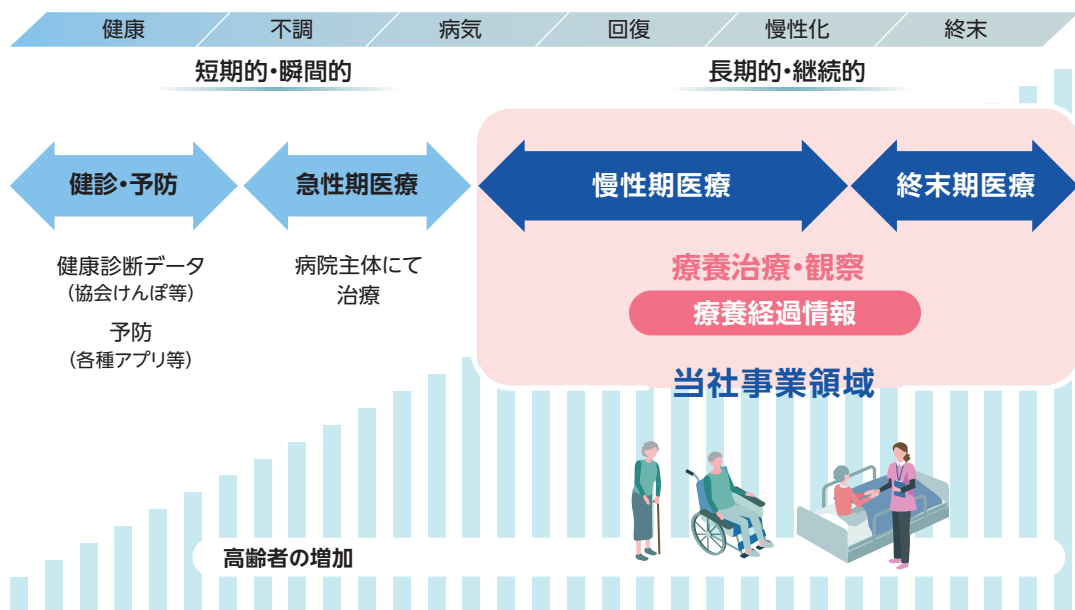 健康
不調
病気
回復
慢性化
終末
短期的・瞬間的
長期的・継続的
健診・予防
急性期医療
慢性期医療
終末期医療
健康診断データ
(協会けんぽ等)
予防
(各種アプリ等)
病院主体にて
治療
療養治療・観察
療養経過情報
当社事業領域
高齢者の増加